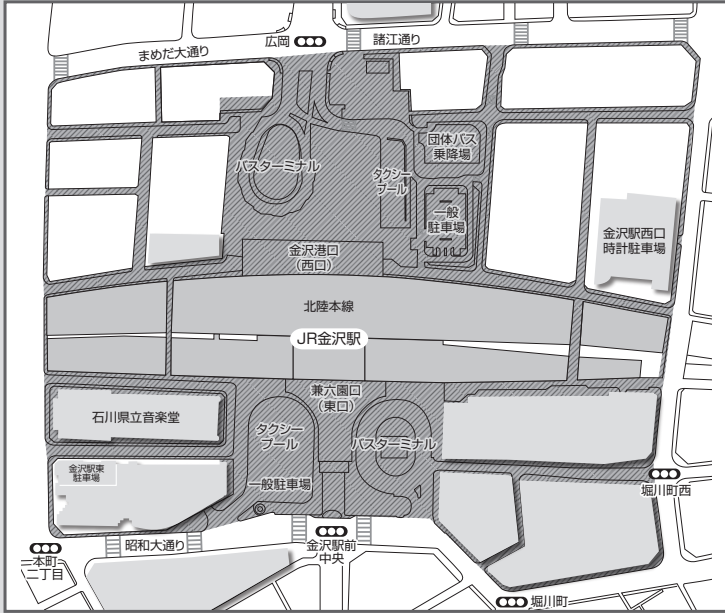 広岡
諸江通り
まめだ大通り
団体バス
乗降場
バスターミナル
タクシー
プール
一般
駐車場
金沢駅西口
時計駐車場
金沢港口
（西口）
北陸本線
JR金沢駅
兼六園口
（東口）
石川県立音楽堂
タクシー
プール
バスターミナル
金沢駅東
駐車場
一般駐車場
堀川町西
昭和大通り
金沢駅前
中央
本町
二丁目
堀川町